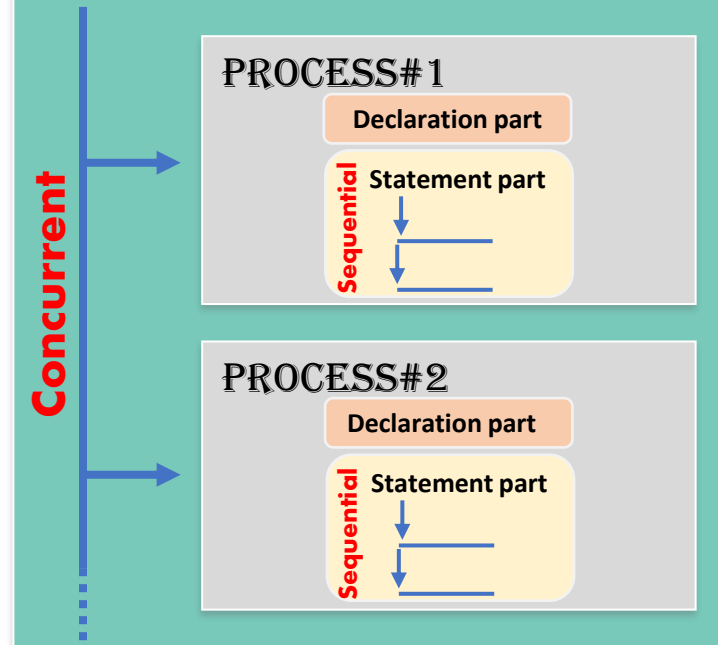 Concurrent
PROCESS#1
Declaration part
Sequential
Statement part
PROCESS#2
Declaration part
Sequential
Statement part